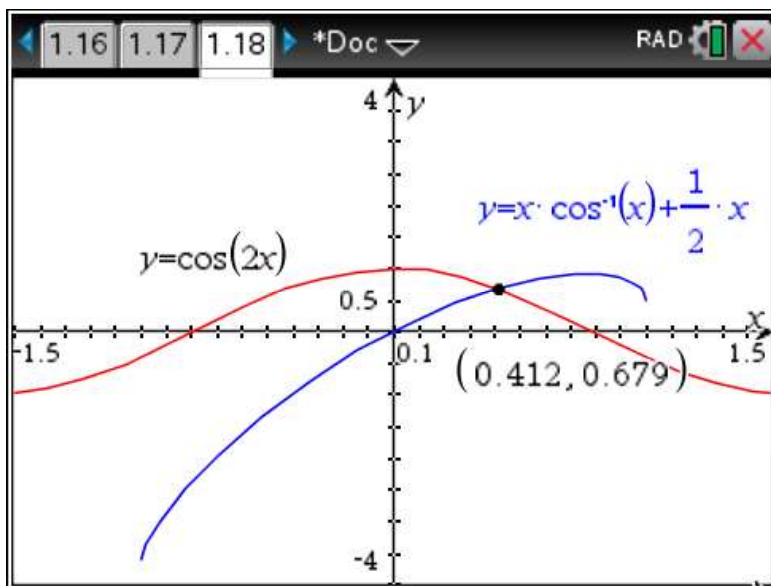 1.16 1.17 1.18 *Doc RAD
4 y
y=x· cos⁻¹(x)+1/2· x
y=cos(2x)
0.5
x
-1.5 0.1 1.5
(0.412,0.679)
-4